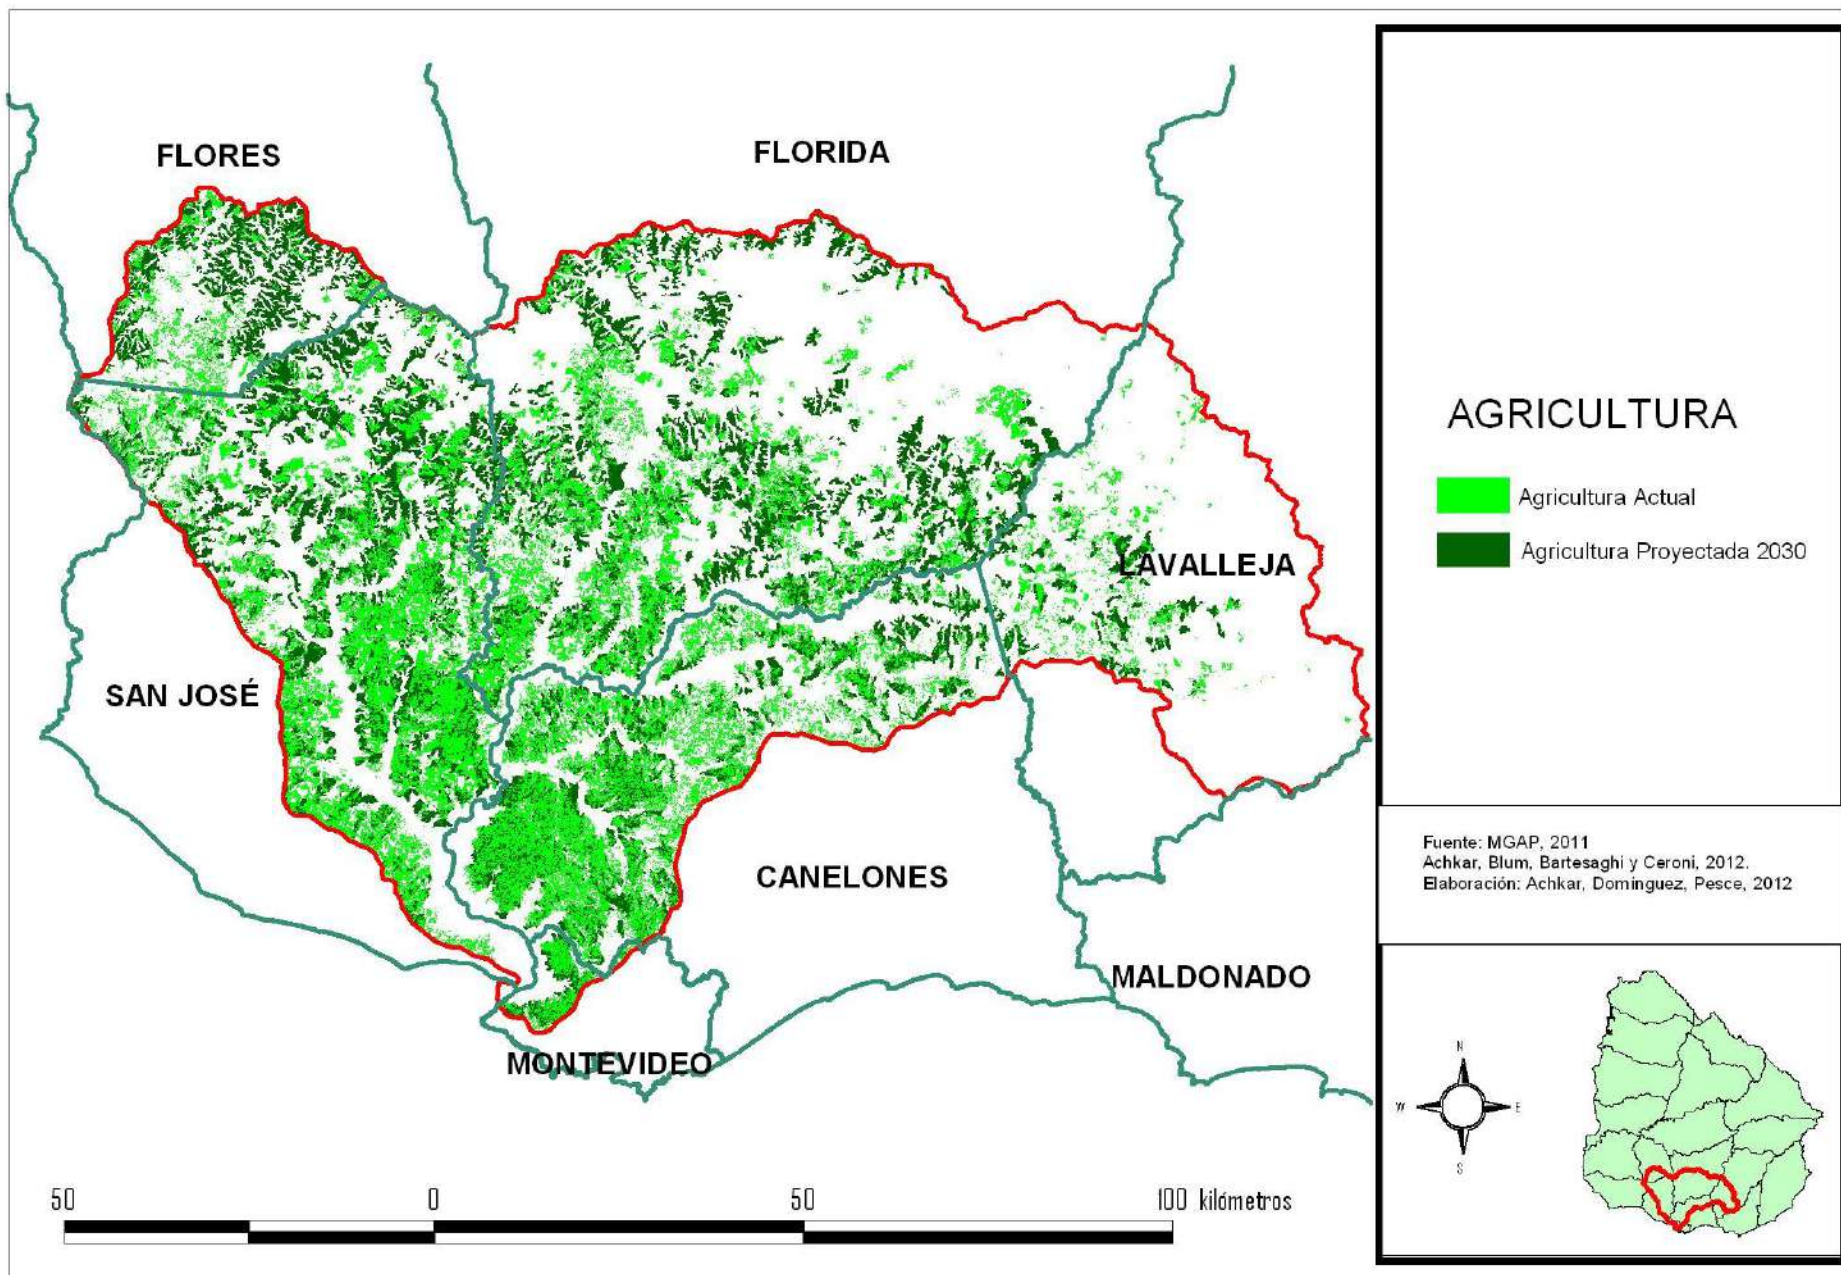 FLORES
FLORIDA
LAVALLEJA
SAN JOSÉ
CANELONES
MALDONADO
MONTEVIDEO
50 0 50 100 kilómetros
AGRICULTURA
Agricultura Actual
Agricultura Proyectada 2030
Fuente: MGAP, 2011
Achkar, Blum, Bartesaghi y Ceroni, 2012.
Elaboración: Achkar, Dominguez, Pesce, 2012
N
W E
S